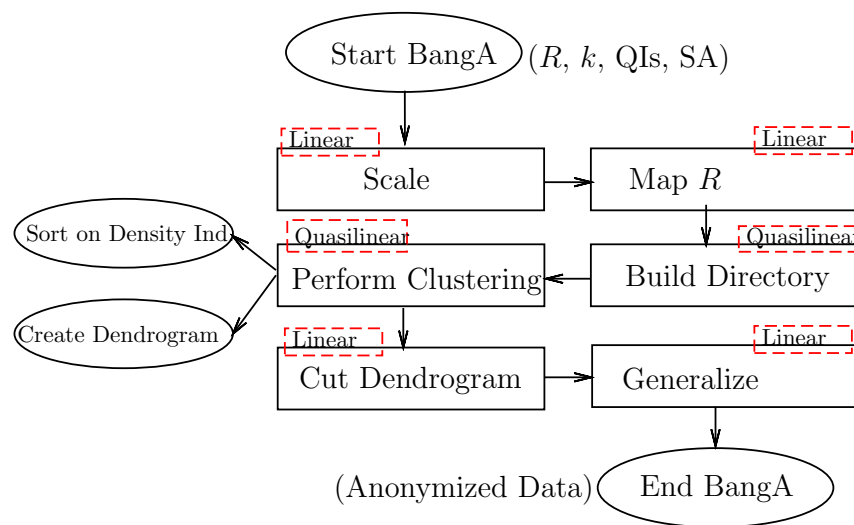 Start BangA
(R, k, QIs, SA)
Linear
Scale
Linear
Map R
Sort on Density Ind
Quasilinear
Perform Clustering
Quasilinear
Build Directory
Create Dendrogram
Linear
Cut Dendrogram
Linear
Generalize
(Anonymized Data)
End BangA